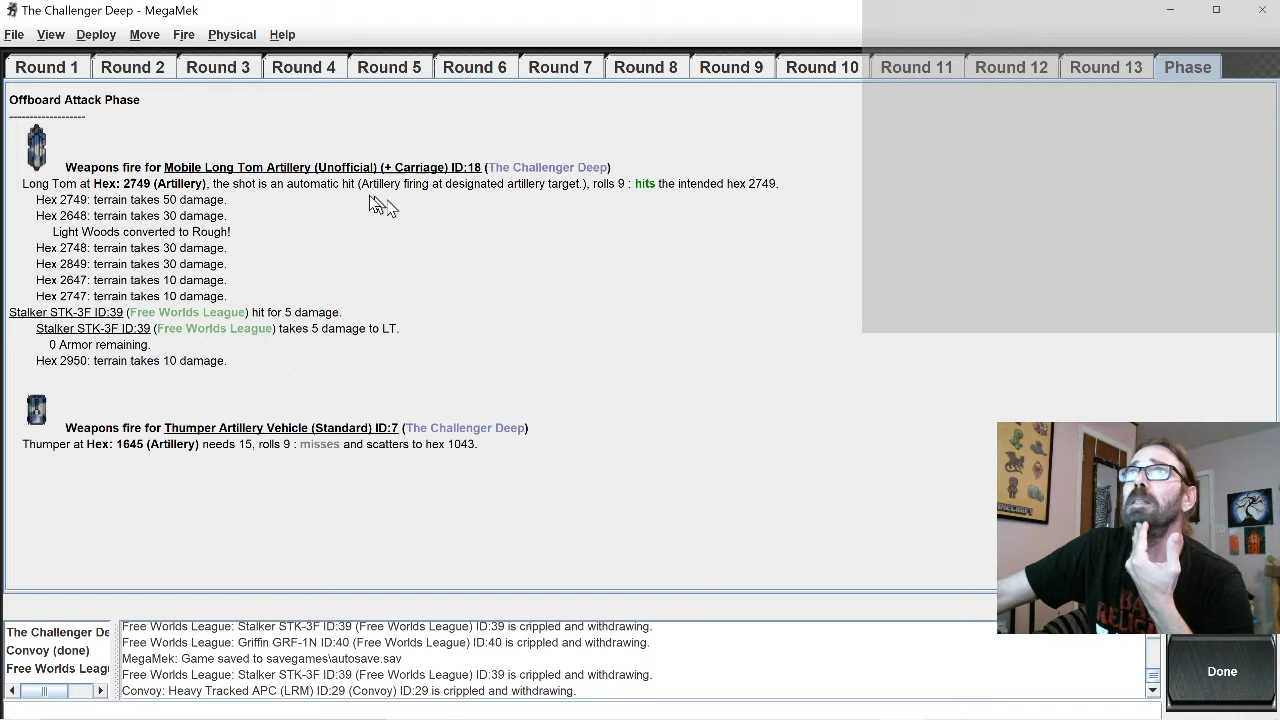 The Challenger Deep - MegaMek
File View Deploy Move Fire Physical Help
Round 1 Round 2 Round 3 Round 4 Round 5 Round 6 Round 7 Round 8 Round 9 Round 10 Round 11 Round 12 Round 13 Phase
Offboard Attack Phase
-------------------
Weapons fire for Mobile Long Tom Artillery (Unofficial) (+ Carriage) ID:18 (The Challenger Deep)
Long Tom at Hex: 2749 (Artillery), the shot is an automatic hit (Artillery firing at designated artillery target.), rolls 9 : hits the intended hex 2749.
Hex 2749: terrain takes 50 damage.
Hex 2648: terrain takes 30 damage.
Light Woods converted to Rough!
Hex 2748: terrain takes 30 damage.
Hex 2849: terrain takes 30 damage.
Hex 2647: terrain takes 10 damage.
Hex 2747: terrain takes 10 damage.
Stalker STK-3F ID:39 (Free Worlds League) hit for 5 damage.
Stalker STK-3F ID:39 (Free Worlds League) takes 5 damage to LT.
0 Armor remaining.
Hex 2950: terrain takes 10 damage.
Weapons fire for Thumper Artillery Vehicle (Standard) ID:7 (The Challenger Deep)
Thumper at Hex: 1645 (Artillery) needs 15, rolls 9 : misses and scatters to hex 1043.
The Challenger De
Convoy (done)
Free Worlds Leag
Free Worlds League: Stalker STK-3F ID:39 (Free Worlds League) ID:39 is crippled and withdrawing.
Free Worlds League: Griffin GRF-1N ID:40 (Free Worlds League) ID:40 is crippled and withdrawing.
MegaMek: Game saved to savegames\autosave.sav
Free Worlds League: Stalker STK-3F ID:39 (Free Worlds League) ID:39 is crippled and withdrawing.
Convoy: Heavy Tracked APC (LRM) ID:29 (Convoy) ID:29 is crippled and withdrawing.
Done